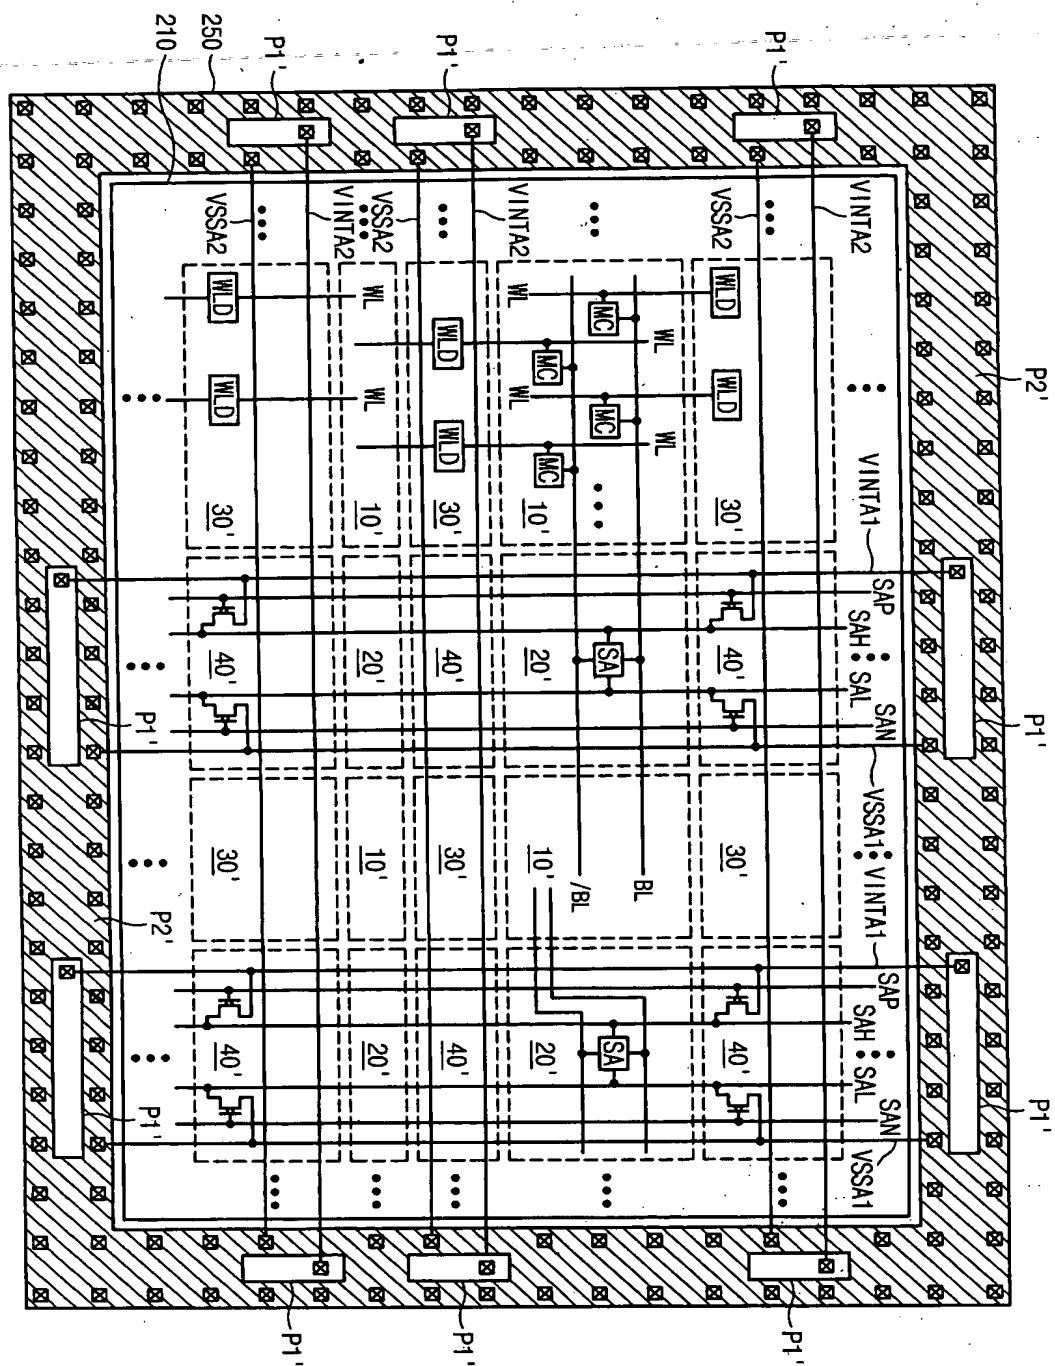 P2' P1' P1'
VINTA2 VINTA1 SAP SAH SAL SAN VSSA1 VINTA1 SAP SAH SAL SAN VSSA1
P1' P1'
VSSA2
WLD WLD 30' 40' 30' 40'
WL WL
BL
MC MC SA SA
/BL
MC MC
WL WL 10' 20' 10' 20'
VINTA2
P1' P1'
WLD WLD 30' 40' 30' 40'
VSSA2
WL WL 10' 20' 10' 20'
VINTA2
P1' P1'
WLD WLD 30' 40' 30' 40'
VSSA2
250
210
P1' P2' P1'